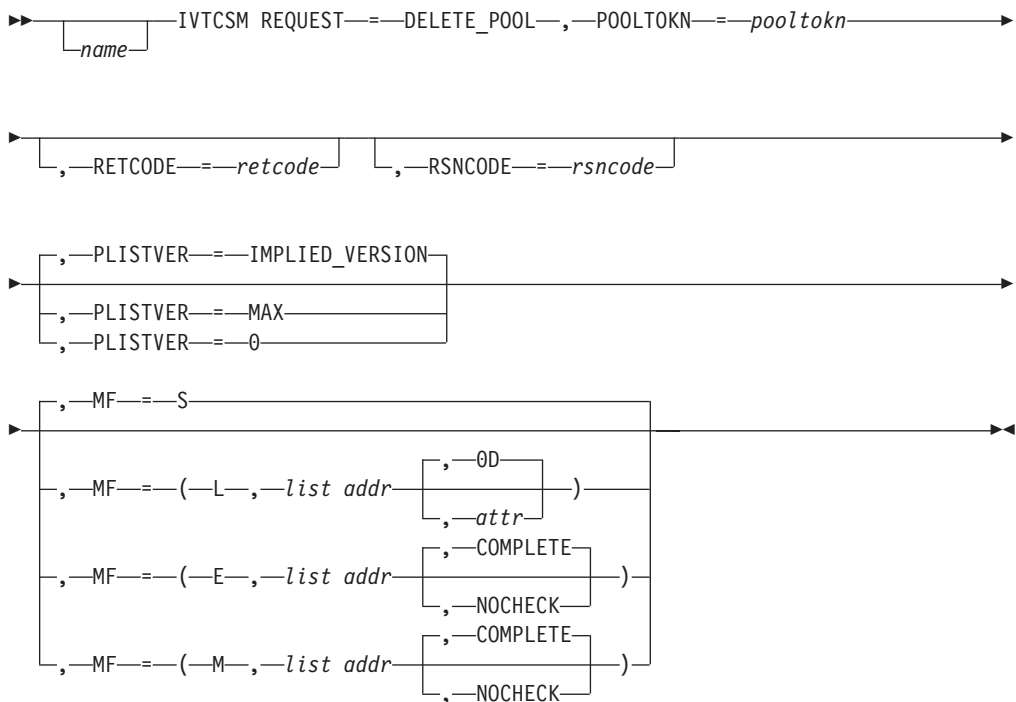 IVTCSM REQUEST = DELETE_POOL , POOLTOKN = pooltokn
name
, RETCODE = retcode , RSNCODE = rsncode
, PLISTVER = IMPLIED_VERSION
, PLISTVER = MAX
, PLISTVER = 0
, MF = S
, 0D
, MF = ( L , list addr )
, attr
, COMPLETE
, MF = ( E , list addr )
, NOCHECK
, COMPLETE
, MF = ( M , list addr )
, NOCHECK